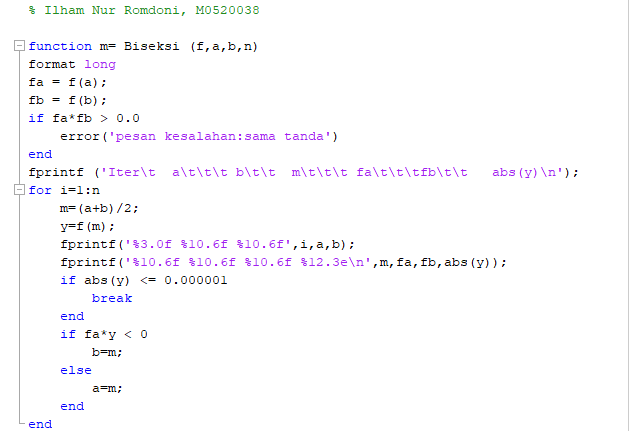 % Ilham Nur Romdoni, M0520038
function m= Biseksi (f,a,b,n)
format long
fa = f(a);
fb = f(b);
if fa*fb > 0.0
    error('pesan kesalahan:sama tanda')
end
fprintf ('Iter\t  a\t\t\t b\t\t  m\t\t\t fa\t\t\tfb\t\t   abs(y)\n');
for i=1:n
    m=(a+b)/2;
    y=f(m);
    fprintf('%3.0f %10.6f %10.6f',i,a,b);
    fprintf('%10.6f %10.6f %10.6f %12.3e\n',m,fa,fb,abs(y));
    if abs(y) <= 0.000001
        break
    end
    if fa*y < 0
        b=m;
    else
        a=m;
    end
end